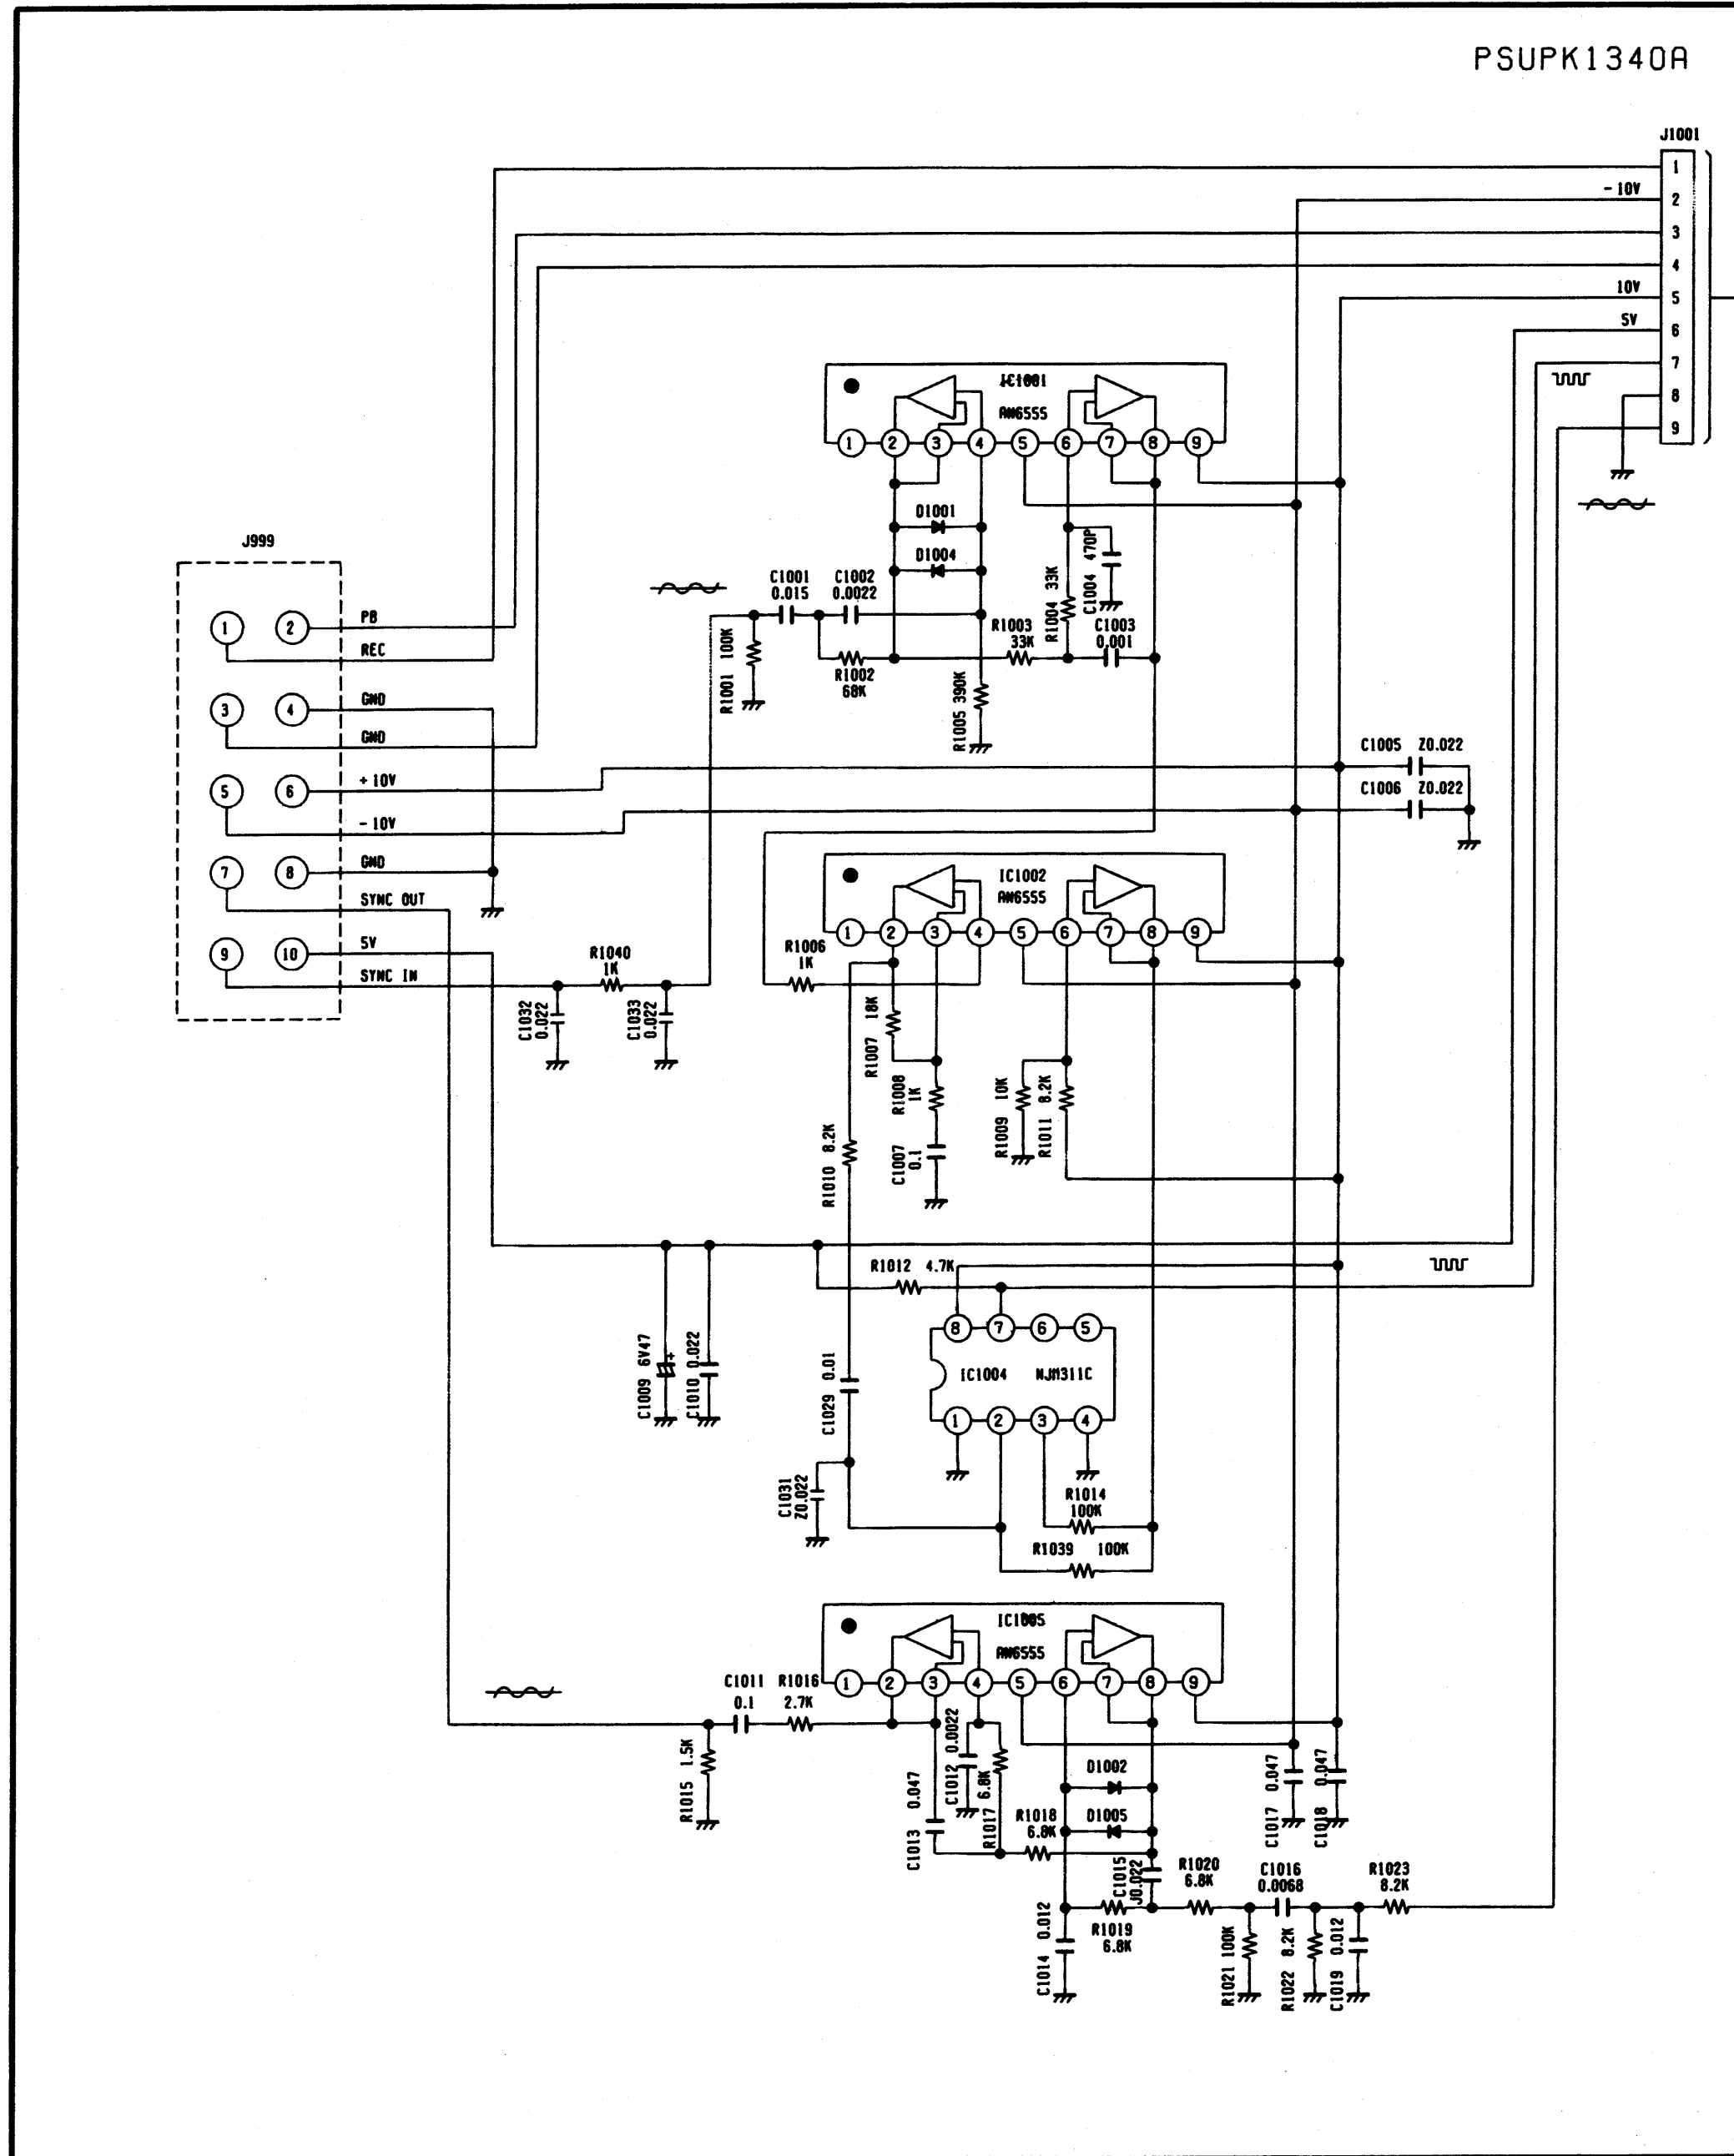 PSUPK1340A
J1001
1
-10V
2
3
4
10V
5
5V
6
7
8
9
IC1001
AN6555
1 2 3 4 5 6 7 8 9
D1001
D1004
C1001
0.015
C1002
0.0022
R1001 100K
R1002
68K
R1003
33K
R1004 33K
C1004 470P
C1003
0.001
R1005 390K
J999
1 2
PB
REC
3 4
GND
GND
5 6
+10V
-10V
7 8
GND
SYNC OUT
9 10
5V
SYNC IN
C1005 Z0.022
C1006 Z0.022
IC1002
AN6555
1 2 3 4 5 6 7 8 9
R1006
1K
R1040
1K
C1032
0.022
C1033
0.022
R1007 18K
R1008
1K
R1009 10K
R1011 8.2K
R1010 8.2K
C1007
0.1
R1012 4.7K
8 7 6 5
IC1004 NJM311C
1 2 3 4
C1009 6V47
+
C1010 0.022
C1029 0.01
C1031
Z0.022
R1014
100K
R1039 100K
IC1005
AN6555
1 2 3 4 5 6 7 8 9
C1011
0.1
R1016
2.7K
R1015 1.5K
C1012 0.0022
C1013 0.047
R1017 6.8K
R1018
6.8K
D1002
D1005
C1017 0.047
C1018 0.047
C1015
J0.022
R1020
6.8K
C1016
0.0068
R1023
8.2K
C1014 0.012
R1019
6.8K
R1021 100K
R1022 8.2K
C1019 0.012